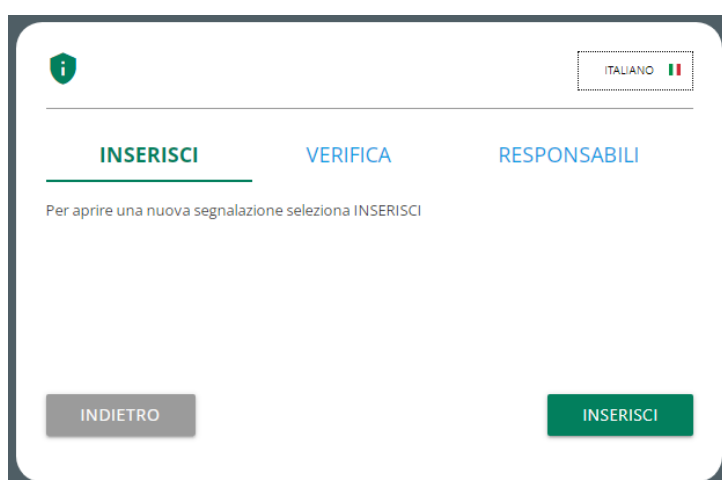 ITALIANO
INSERISCI VERIFICA RESPONSABILI
Per aprire una nuova segnalazione seleziona INSERISCI
INDIETRO INSERISCI